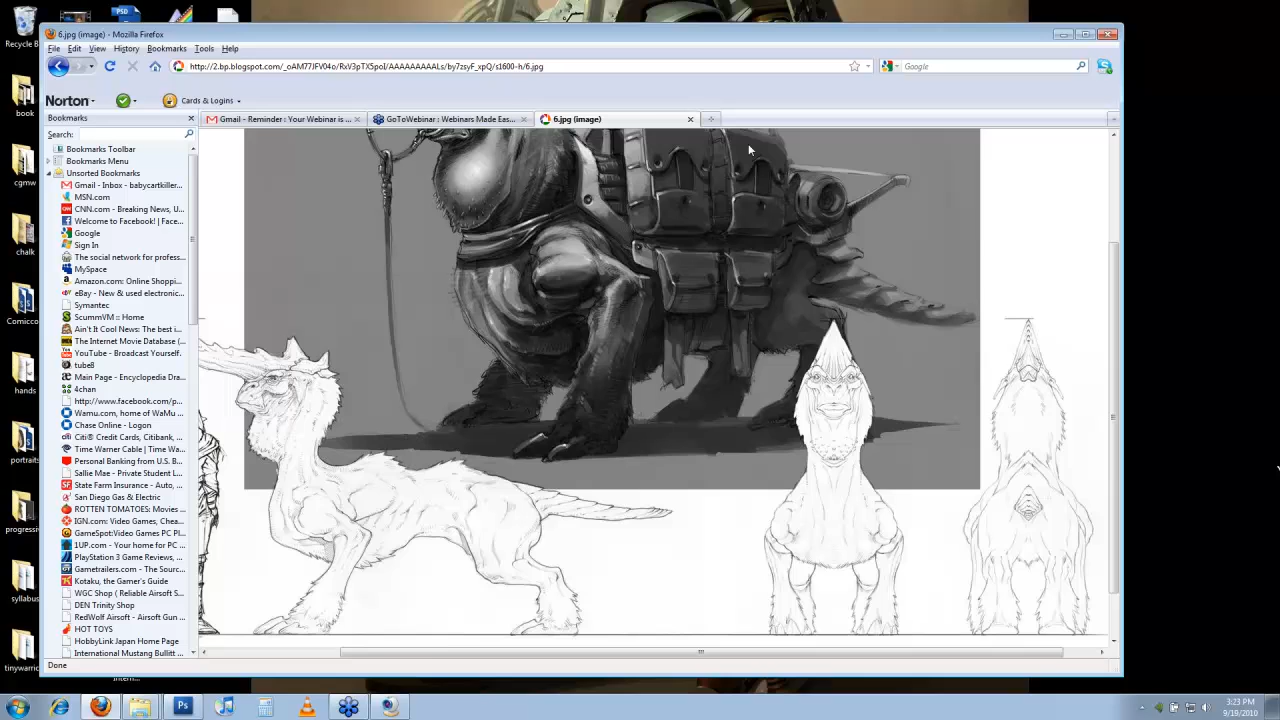 PSD
Recycle B
book
cgmw
chalk
Comicco
hands
portraits
progressi
syllabus
tinywarric
6.jpg (image) - Mozilla Firefox
File Edit View History Bookmarks Tools Help
http://2.bp.blogspot.com/_oAM77JFV04o/RxV3pTX5poI/AAAAAAAAALs/by7zsyF_xpQ/s1600-h/6.jpg
Google
Norton
Cards & Logins
Bookmarks
Gmail - Reminder : Your Webinar is ...
GoToWebinar : Webinars Made Eas...
6.jpg (image)
Search:
Bookmarks Toolbar
Bookmarks Menu
Unsorted Bookmarks
Gmail - Inbox - babycartkiller...
MSN.com
CNN.com - Breaking News, U...
Welcome to Facebook! | Face...
Google
Sign In
The social network for profess...
MySpace
Amazon.com: Online Shoppi...
eBay - New & used electronic...
Symantec
ScummVM :: Home
Ain't It Cool News: The best i...
The Internet Movie Database (...
YouTube - Broadcast Yourself.
tube8
Main Page - Encyclopedia Dra...
4chan
http://www.facebook.com/p...
Wamu.com, home of WaMu ...
Chase Online - Logon
Citi® Credit Cards, Citibank, ...
Time Warner Cable | Time Wa...
Personal Banking from U.S. B...
Sallie Mae - Private Student L...
State Farm Insurance - Auto, ...
San Diego Gas & Electric
ROTTEN TOMATOES: Movies ...
IGN.com: Video Games, Chea...
GameSpot:Video Games PC Pl...
1UP.com - Your home for PC ...
PlayStation 3 Game Reviews, ...
Gametrailers.com - The Sourc...
Kotaku, the Gamer's Guide
WGC Shop ( Reliable Airsoft S...
DEN Trinity Shop
RedWolf Airsoft - Airsoft Gun ...
HOT TOYS
HobbyLink Japan Home Page
International Mustang Bullitt ...
Done
3:23 PM
9/19/2010